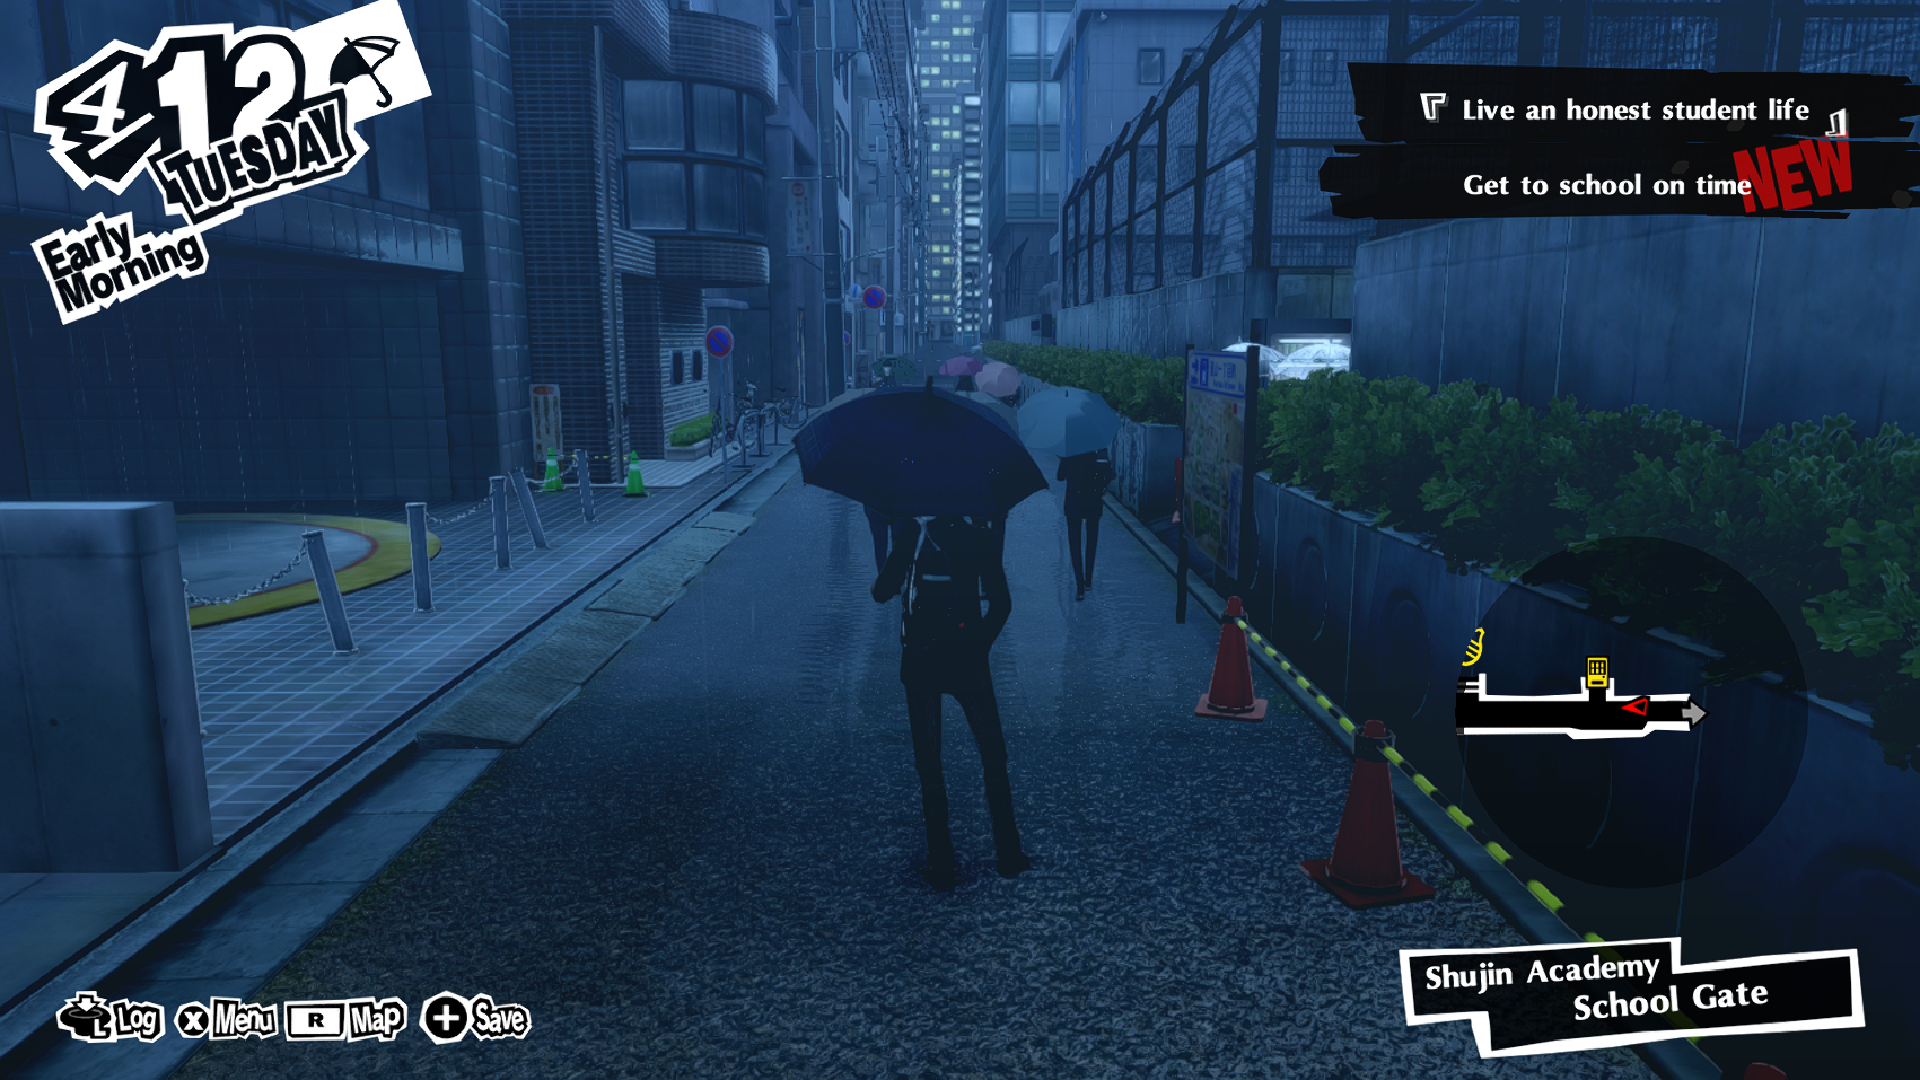 4/12
TUESDAY
Early
Morning
Live an honest student life
Get to school on time
NEW
L Log X Menu R Map + Save
Shujin Academy
School Gate